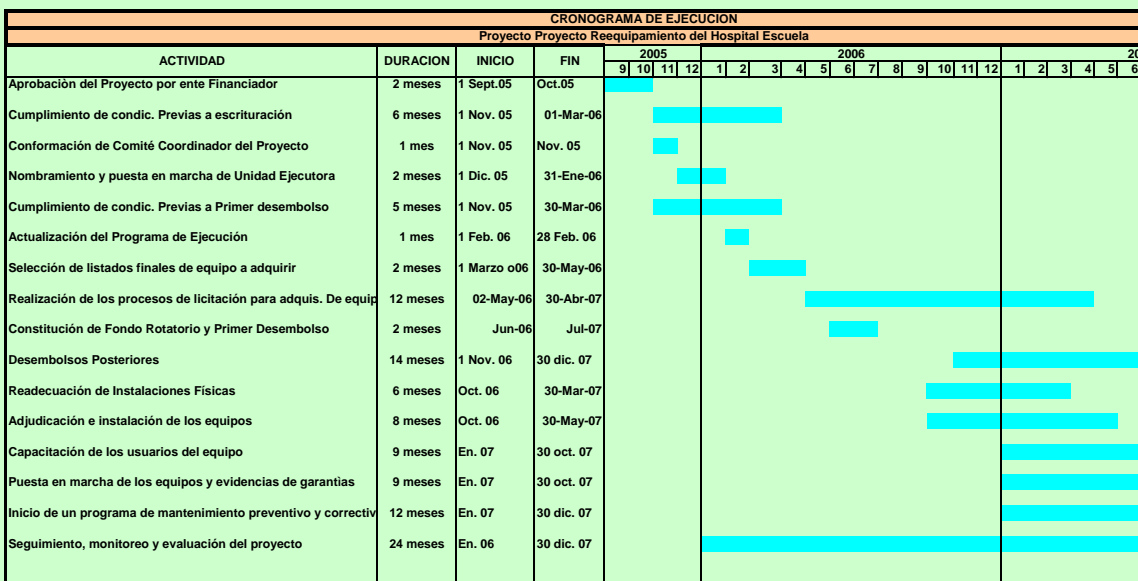 CRONOGRAMA DE EJECUCION
Proyecto Proyecto Reequipamiento del Hospital Escuela
ACTIVIDAD DURACION INICIO FIN 2005 2006 20
9 10 11 12 1 2 3 4 5 6 7 8 9 10 11 12 1 2 3 4 5 6
Aprobaciòn del Proyecto por ente Financiador 2 meses 1 Sept.05 Oct.05
Cumplimiento de condic. Previas a escrituración 6 meses 1 Nov. 05 01-Mar-06
Conformación de Comité Coordinador del Proyecto 1 mes 1 Nov. 05 Nov. 05
Nombramiento y puesta en marcha de Unidad Ejecutora 2 meses 1 Dic. 05 31-Ene-06
Cumplimiento de condic. Previas a Primer desembolso 5 meses 1 Nov. 05 30-Mar-06
Actualización del Programa de Ejecución 1 mes 1 Feb. 06 28 Feb. 06
Selección de listados finales de equipo a adquirir 2 meses 1 Marzo o06 30-May-06
Realización de los procesos de licitación para adquis. De equip 12 meses 02-May-06 30-Abr-07
Constitución de Fondo Rotatorio y Primer Desembolso 2 meses Jun-06 Jul-07
Desembolsos Posteriores 14 meses 1 Nov. 06 30 dic. 07
Readecuación de Instalaciones Físicas 6 meses Oct. 06 30-Mar-07
Adjudicación e instalación de los equipos 8 meses Oct. 06 30-May-07
Capacitación de los usuarios del equipo 9 meses En. 07 30 oct. 07
Puesta en marcha de los equipos y evidencias de garantìas 9 meses En. 07 30 oct. 07
Inicio de un programa de mantenimiento preventivo y correctiv 12 meses En. 07 30 dic. 07
Seguimiento, monitoreo y evaluación del proyecto 24 meses En. 06 30 dic. 07